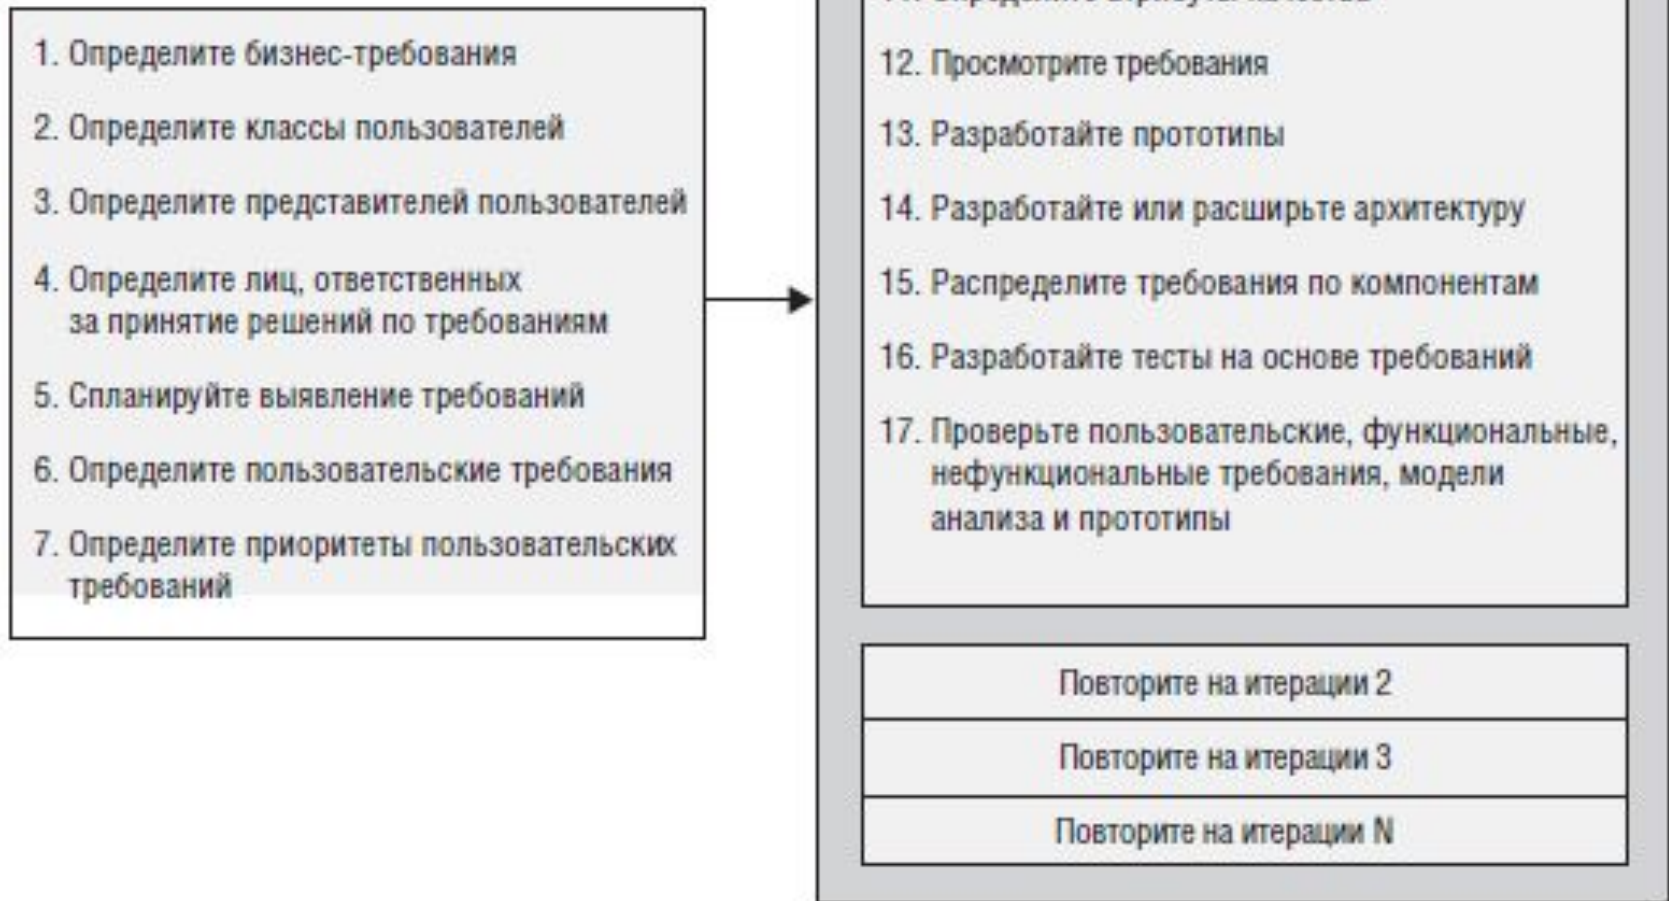 1. Определите бизнес-требования
2. Определите классы пользователей
3. Определите представителей пользователей
4. Определите лиц, ответственных
за принятие решений по требованиям
5. Спланируйте выявление требований
6. Определите пользовательские требования
7. Определите приоритеты пользовательских
требований
12. Просмотрите требования
13. Разработайте прототипы
14. Разработайте или расширьте архитектуру
15. Распределите требования по компонентам
16. Разработайте тесты на основе требований
17. Проверьте пользовательские, функциональные,
нефункциональные требования, модели
анализа и прототипы
Повторите на итерации 2
Повторите на итерации 3
Повторите на итерации N